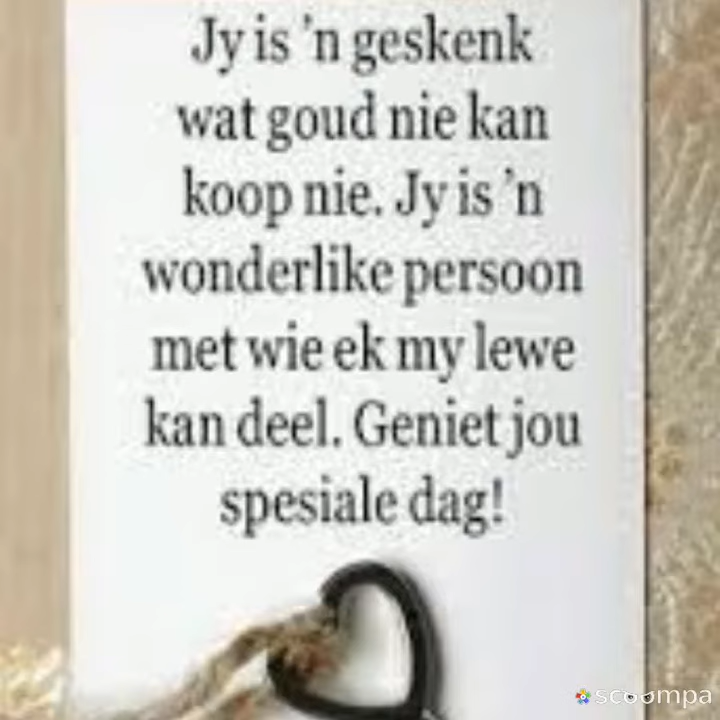 Jy is ’n geskenk
wat goud nie kan
koop nie. Jy is ’n
wonderlike persoon
met wie ek my lewe
kan deel. Geniet jou
spesiale dag!
scoompa